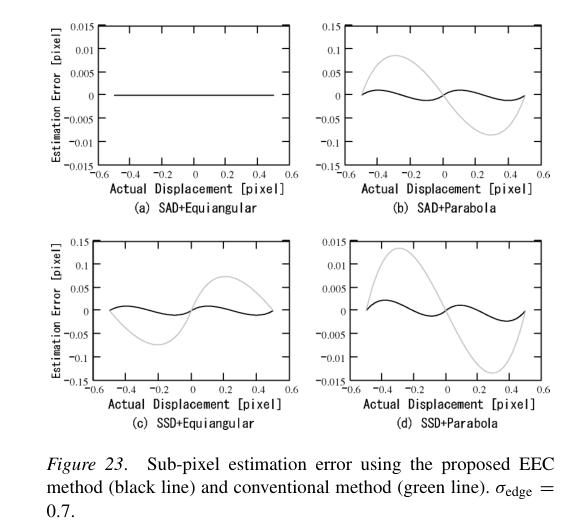 0.015
0.01
0.005
0
−0.005
−0.01
−0.015
−0.6 −0.4 −0.2 0 0.2 0.4 0.6
Estimation Error [pixel]
Actual Displacement [pixel]
(a) SAD+Equiangular
0.15
0.1
0.05
0
−0.05
−0.1
−0.15
−0.6 −0.4 −0.2 0 0.2 0.4 0.6
Actual Displacement [pixel]
(b) SAD+Parabola
0.15
0.1
0.05
0
−0.05
−0.1
−0.15
−0.6 −0.4 −0.2 0 0.2 0.4 0.6
Estimation Error [pixel]
Actual Displacement [pixel]
(c) SSD+Equiangular
0.015
0.01
0.005
0
−0.005
−0.01
−0.015
−0.6 −0.4 −0.2 0 0.2 0.4 0.6
Actual Displacement [pixel]
(d) SSD+Parabola
Figure 23. Sub-pixel estimation error using the proposed EEC
method (black line) and conventional method (green line). σedge =
0.7.